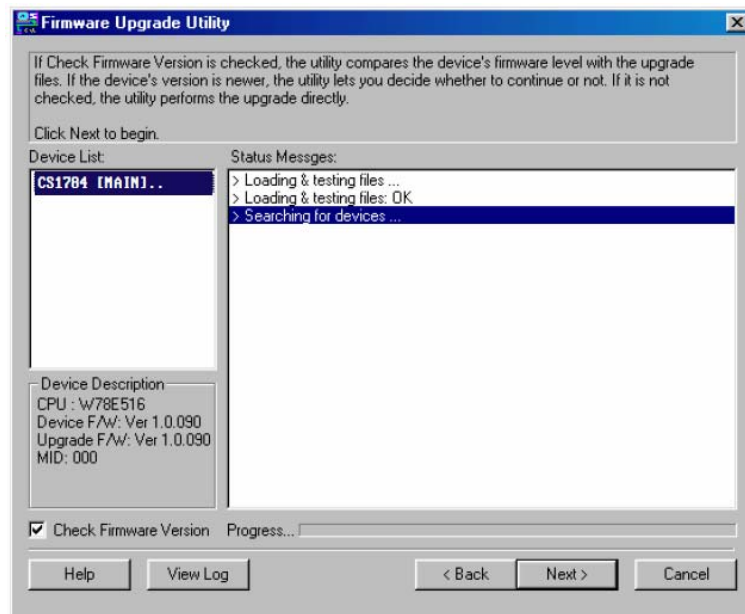 Firmware Upgrade Utility
If Check Firmware Version is checked, the utility compares the device's firmware level with the upgrade
files. If the device's version is newer, the utility lets you decide whether to continue or not. If it is not
checked, the utility performs the upgrade directly.
Click Next to begin.
Device List:
CS1784 [MAIN]..
Status Messges:
> Loading & testing files ...
> Loading & testing files: OK
> Searching for devices ...
Device Description
CPU : W78E516
Device F/W: Ver 1.0.090
Upgrade F/W: Ver 1.0.090
MID: 000
Check Firmware Version
Progress...
Help
View Log
< Back
Next >
Cancel